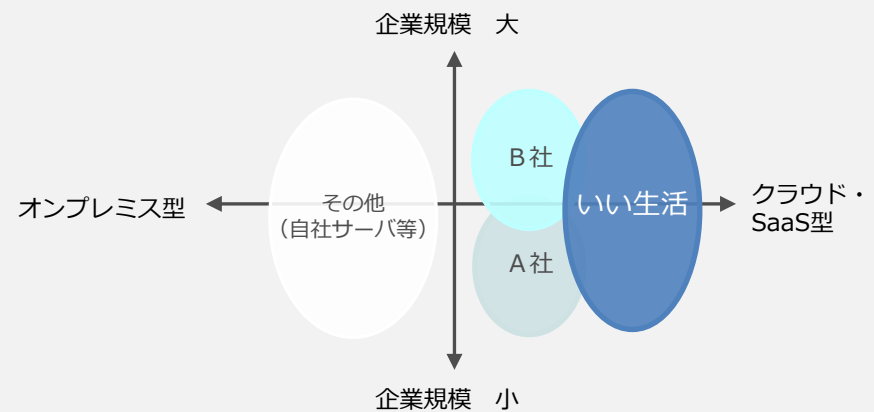 企業規模　大
B社
オンプレミス型
その他
（自社サーバ等）
いい生活
クラウド・
SaaS型
A社
企業規模　小